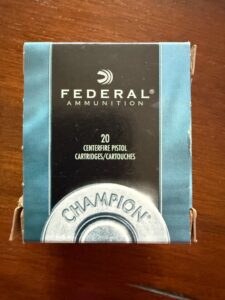 FEDERAL®
AMMUNITION
20
CENTERFIRE PISTOL
CARTRIDGES/CARTOUCHES
CHAMPION®